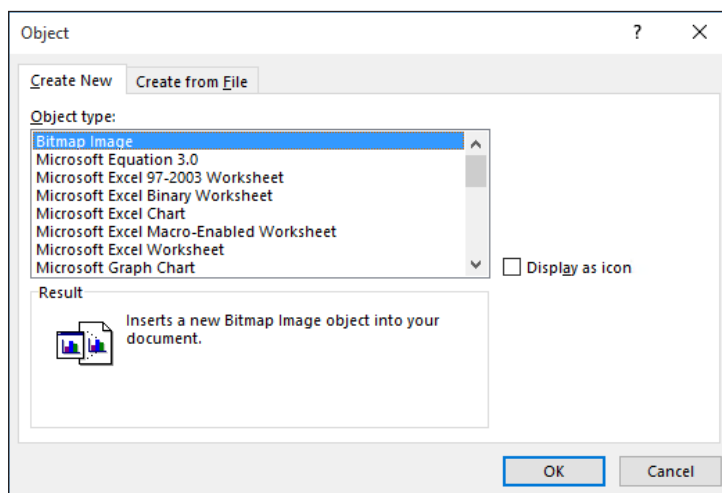 Object ?
Create New Create from File
Object type:
Bitmap Image
Microsoft Equation 3.0
Microsoft Excel 97-2003 Worksheet
Microsoft Excel Binary Worksheet
Microsoft Excel Chart
Microsoft Excel Macro-Enabled Worksheet
Microsoft Excel Worksheet
Microsoft Graph Chart
Display as icon
Result
Inserts a new Bitmap Image object into your
document.
OK Cancel